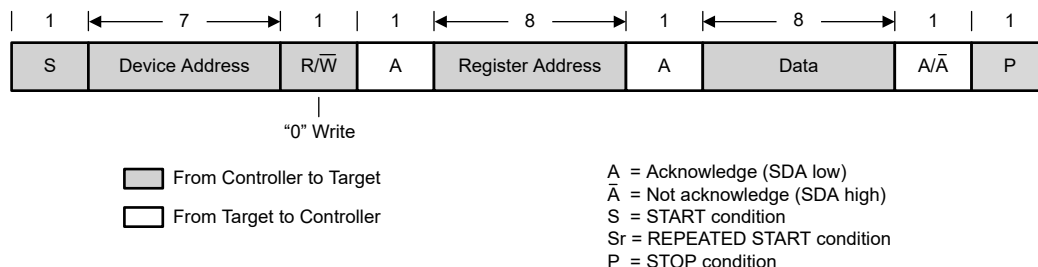 1 7 1 1 8 1 8 1 1
S Device Address R/W̅ A Register Address A Data A/A̅ P
“0” Write
From Controller to Target
From Target to Controller
A = Acknowledge (SDA low)
A̅ = Not acknowledge (SDA high)
S = START condition
Sr = REPEATED START condition
P = STOP condition